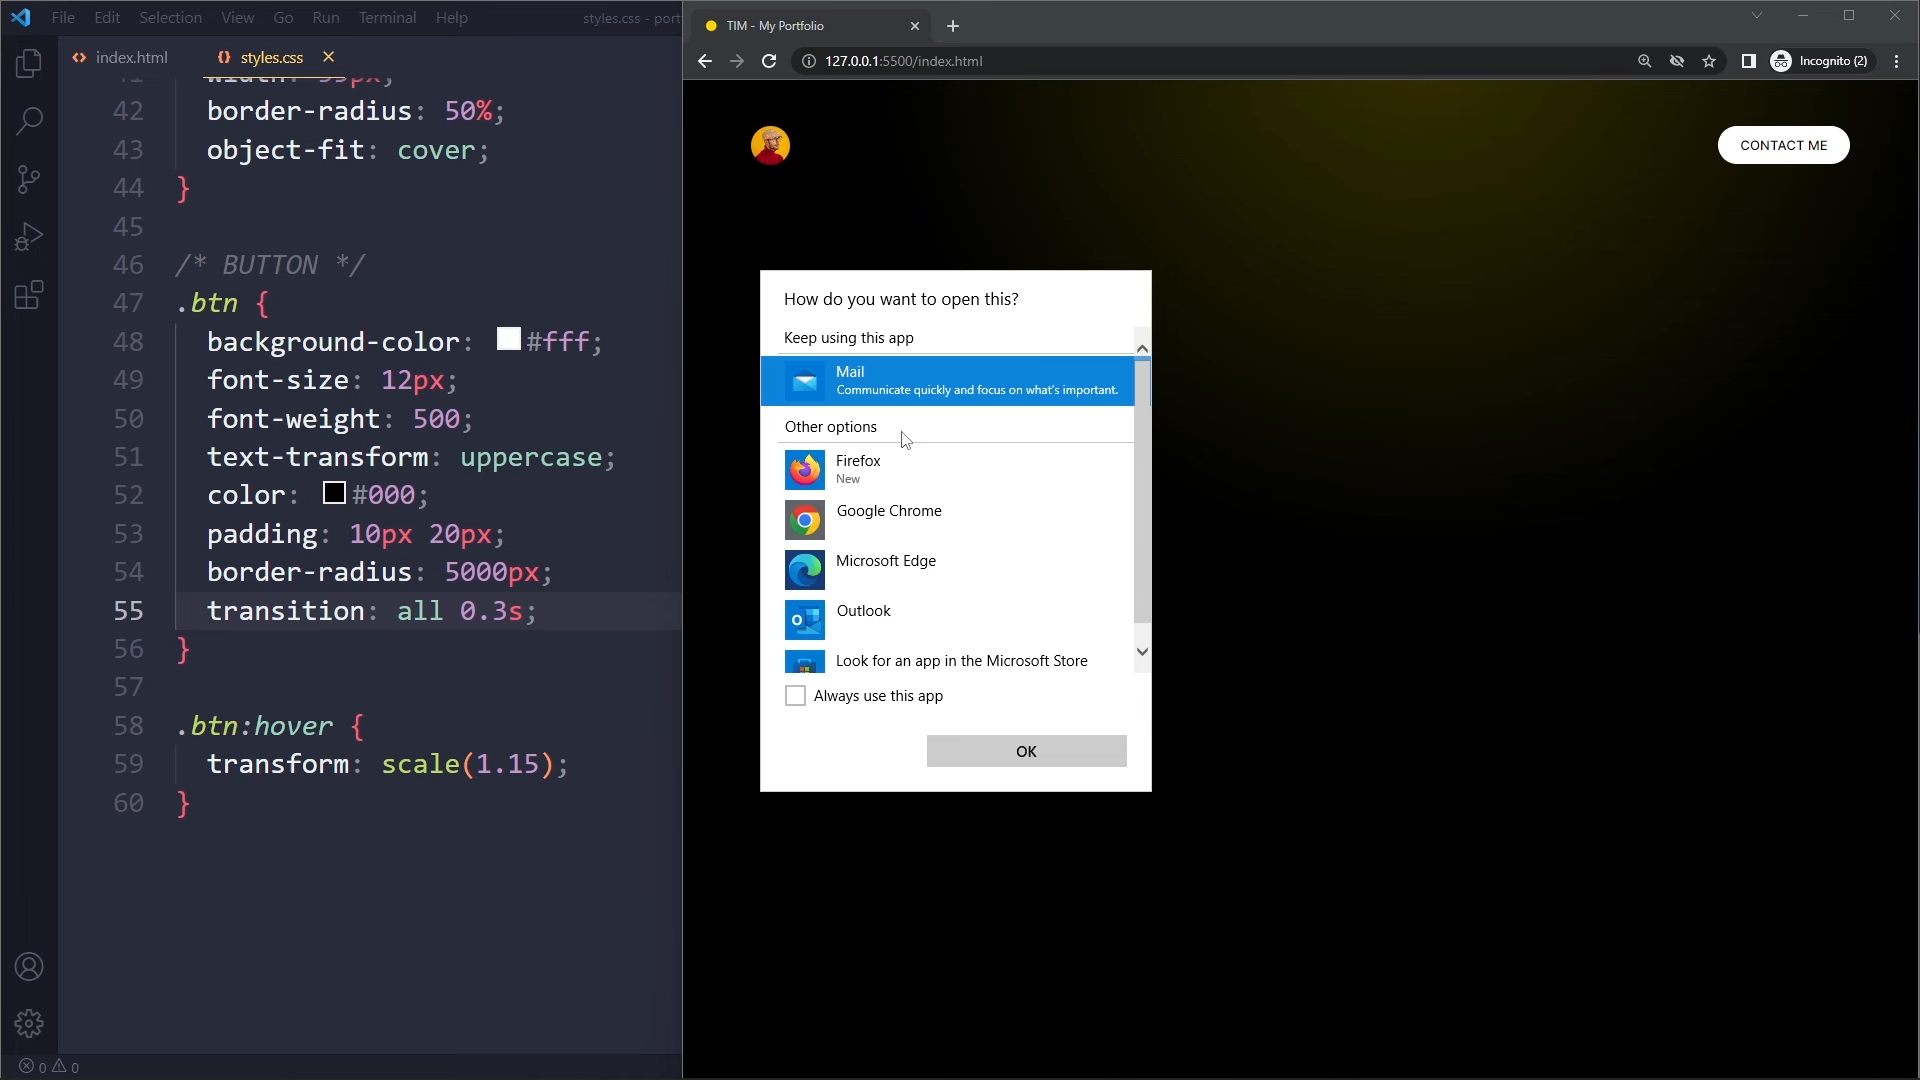 File Edit Selection View Go Run Terminal Help styles.css - port
index.html styles.css
42 border-radius: 50%;
43 object-fit: cover;
44 }
45
46 /* BUTTON */
47 .btn {
48 background-color: #fff;
49 font-size: 12px;
50 font-weight: 500;
51 text-transform: uppercase;
52 color: #000;
53 padding: 10px 20px;
54 border-radius: 5000px;
55 transition: all 0.3s;
56 }
57
58 .btn:hover {
59 transform: scale(1.15);
60 }
0 0
TIM - My Portfolio
127.0.0.1:5500/index.html
Incognito (2)
CONTACT ME
How do you want to open this?
Keep using this app
Mail
Communicate quickly and focus on what's important.
Other options
Firefox
New
Google Chrome
Microsoft Edge
Outlook
Look for an app in the Microsoft Store
Always use this app
OK